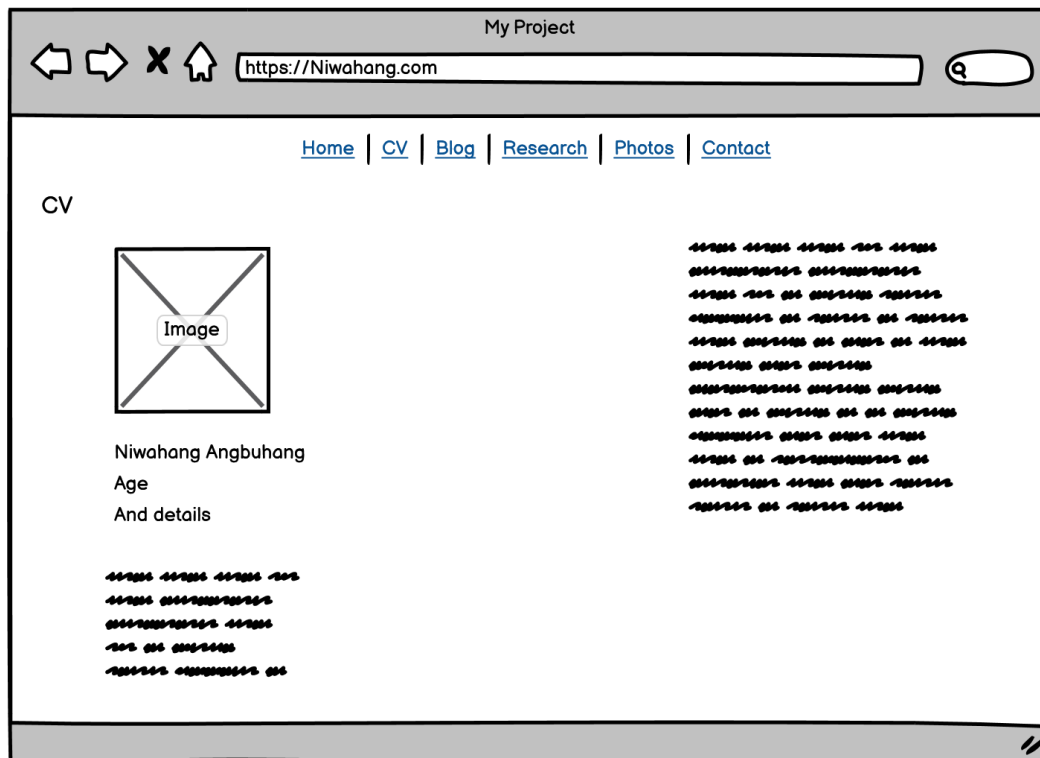 My Project
https://Niwahang.com
Home CV Blog Research Photos Contact
CV
Image
Niwahang Angbuhang
Age
And details